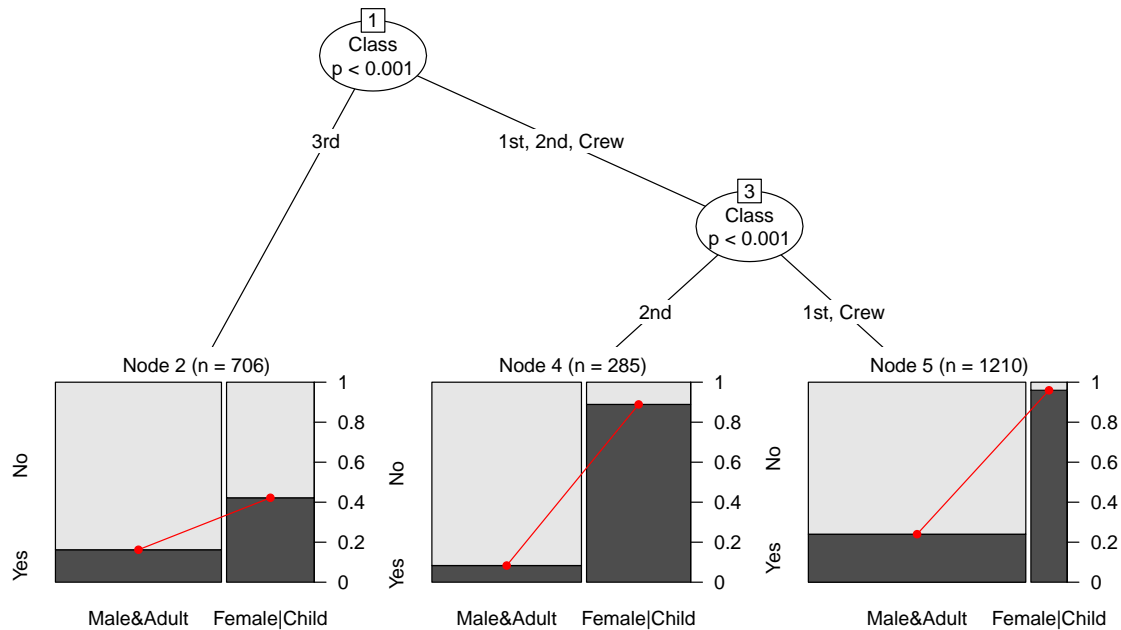 1
Class
p < 0.001
3rd
1st, 2nd, Crew
3
Class
p < 0.001
2nd
1st, Crew
Node 2 (n = 706)
Male&Adult
Female|Child
Yes
No
0
0.2
0.4
0.6
0.8
1
Node 4 (n = 285)
Male&Adult
Female|Child
Yes
No
0
0.2
0.4
0.6
0.8
1
Node 5 (n = 1210)
Male&Adult
Female|Child
Yes
No
0
0.2
0.4
0.6
0.8
1